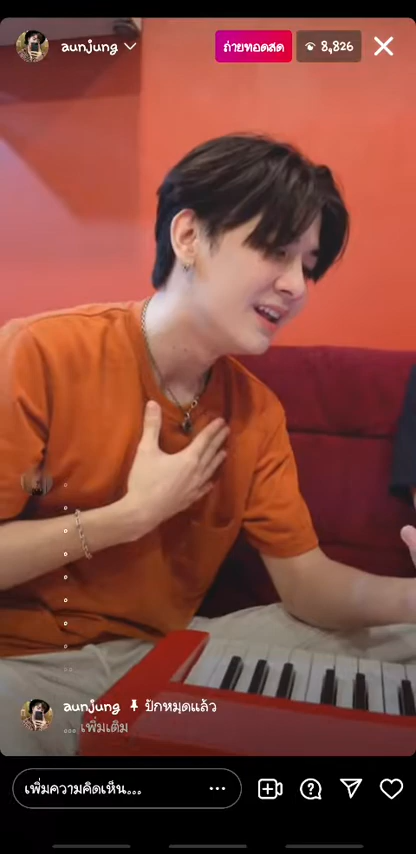 aunjung
ถ่ายทอดสด
8,826
aunjung ปักหมุดแล้ว
... เพิ่มเติม
เพิ่มความคิดเห็น...